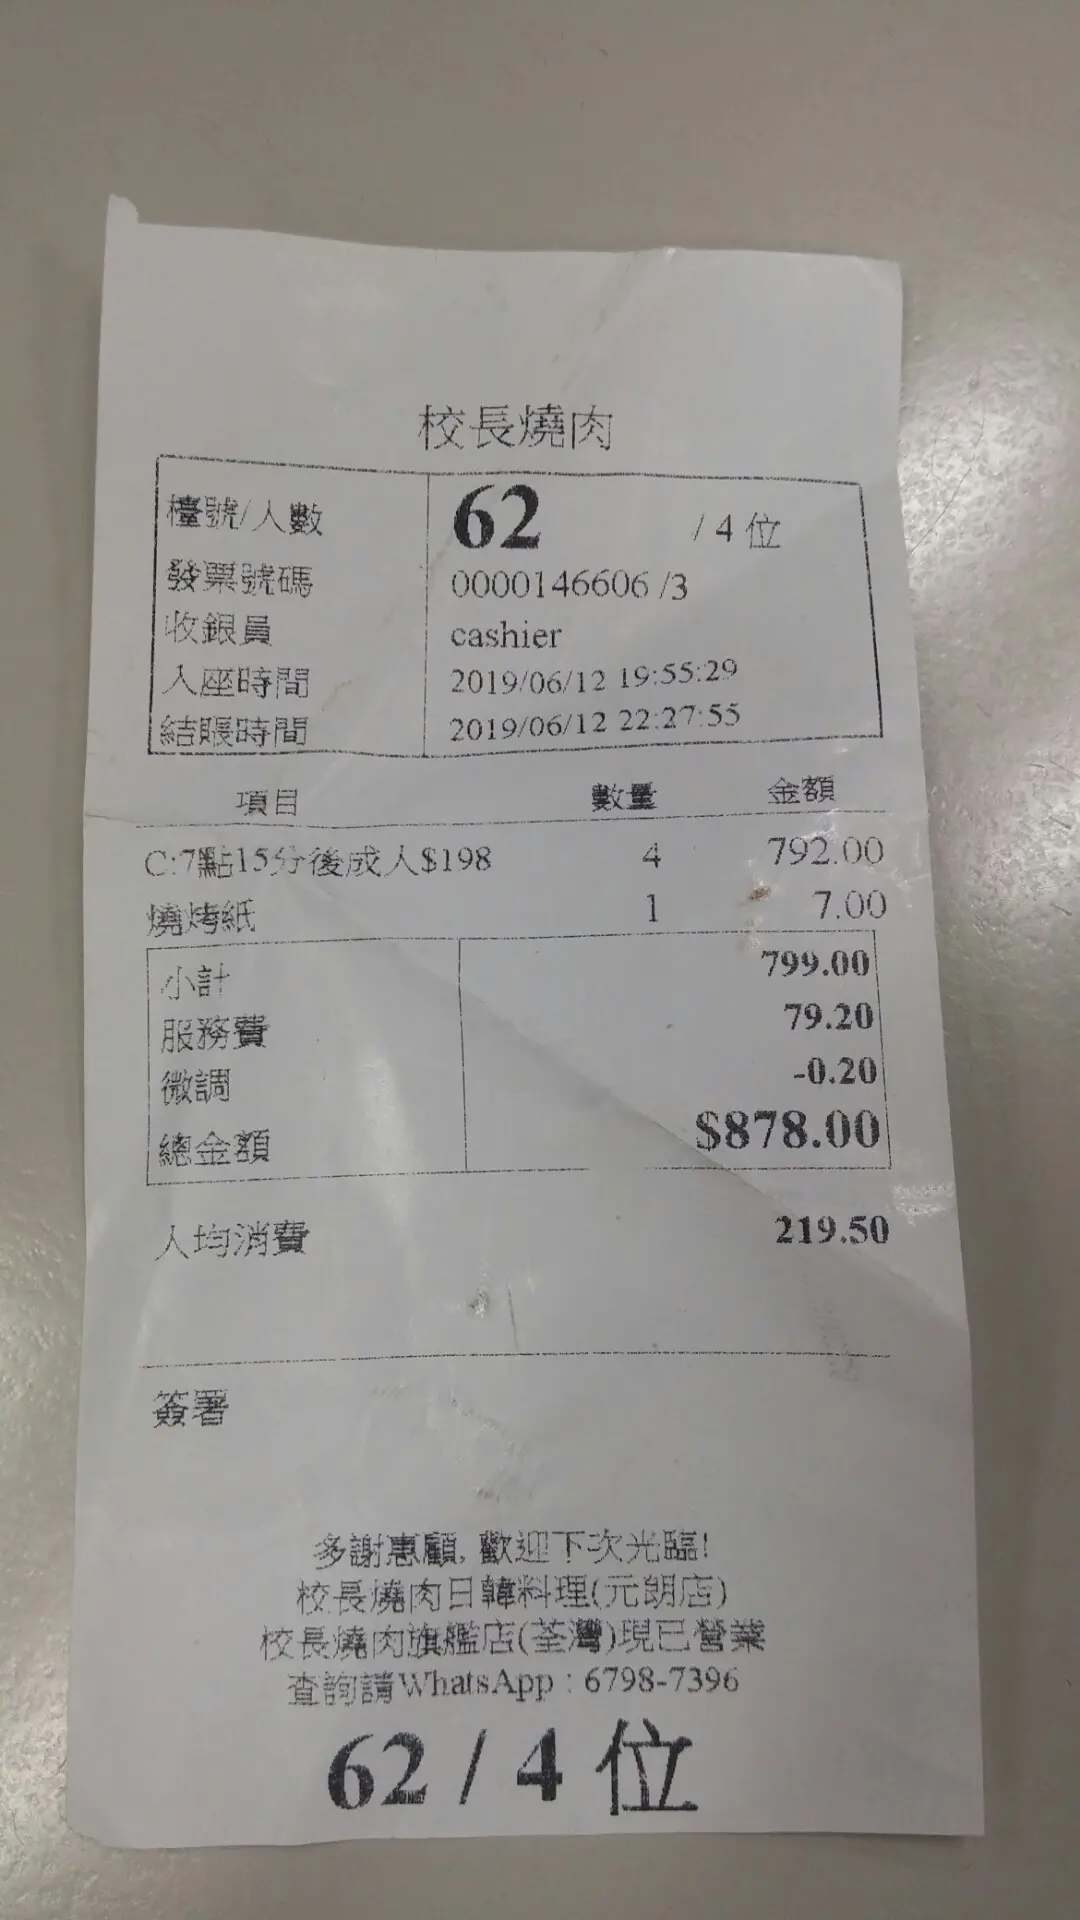 校長燒肉
檯號/人數 62 / 4 位
發票號碼 0000146606 /3
收銀員 cashier
入座時間 2019/06/12 19:55:29
結賬時間 2019/06/12 22:27:55
項目 數量 金額
C:7點15分後成人$198 4 792.00
燒烤紙 1 7.00
小計 799.00
服務費 79.20
微調 -0.20
總金額 $878.00
人均消費 219.50
簽署
多謝惠顧, 歡迎下次光臨!
校長燒肉日韓料理(元朗店)
校長燒肉旗艦店(荃灣)現已營業
查詢請WhatsApp : 6798-7396
62 / 4 位